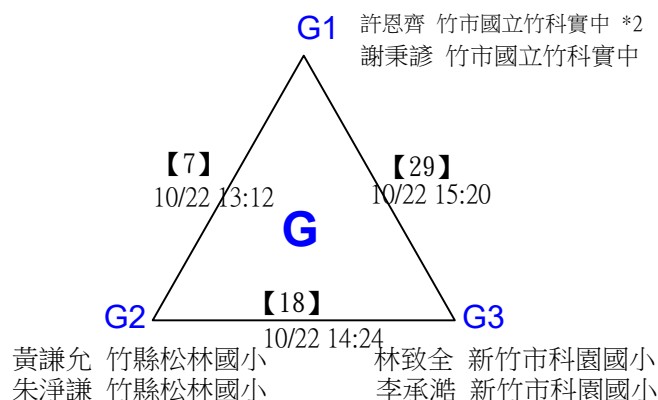 G1
許恩齊 竹市國立竹科實中 *2
謝秉諺 竹市國立竹科實中
【7】
10/22 13:12
【29】
10/22 15:20
G
【18】
10/22 14:24
G2
G3
黃謙允 竹縣松林國小
朱淨謙 竹縣松林國小
林致全 新竹市科園國小
李承澔 新竹市科園國小